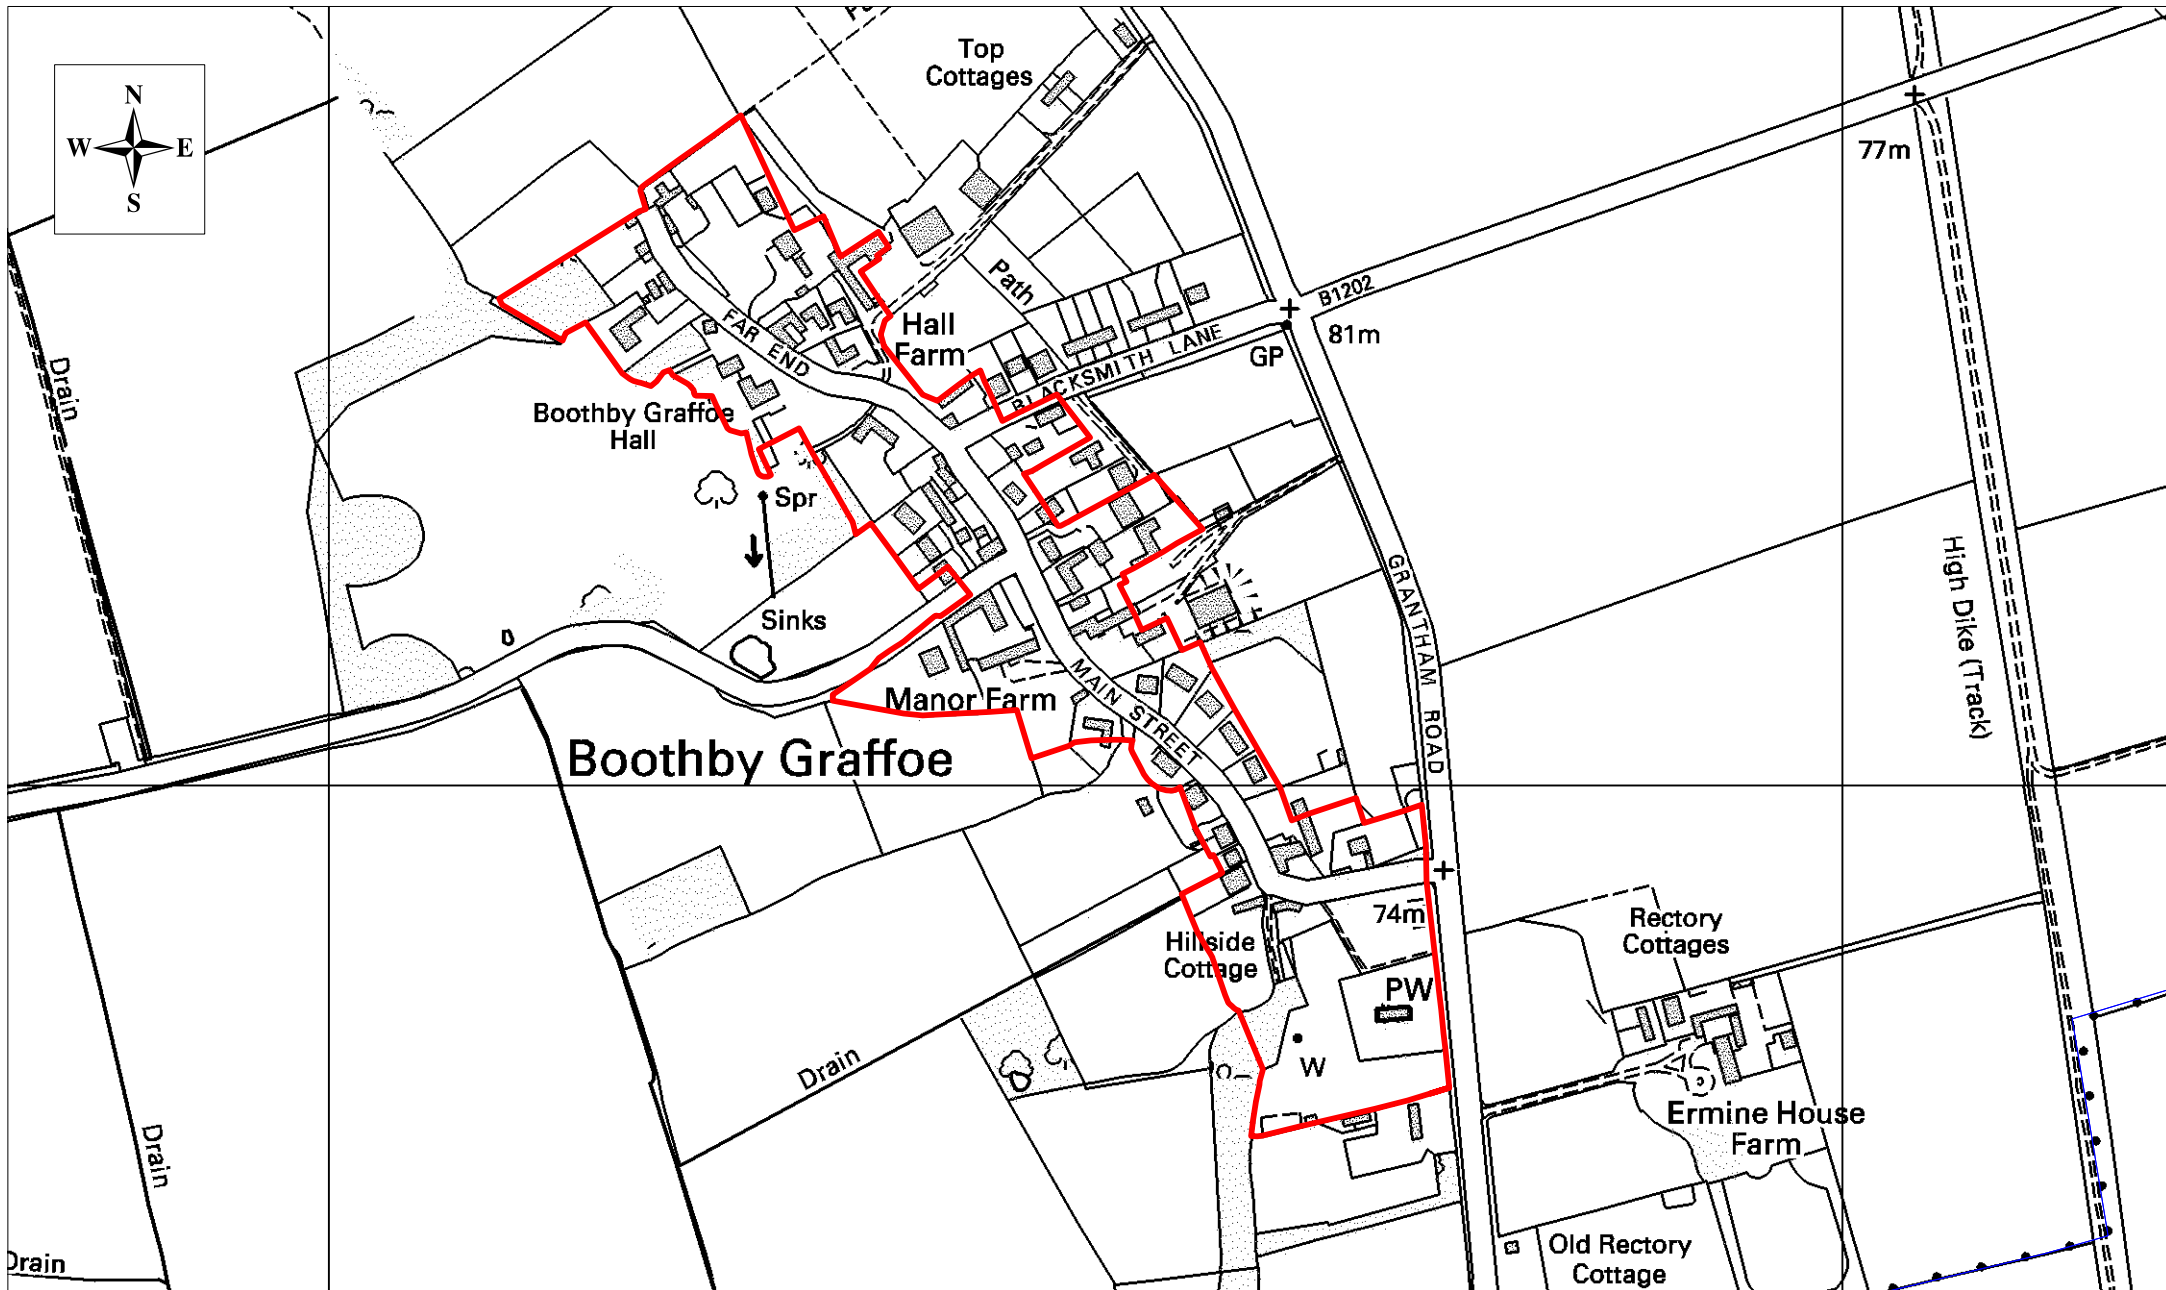 Top
Cottages
N
W
E
S
77m
Path
B1202
81m
GP
BLACKSMITH LANE
Hall
Farm
FAR END
Drain
Boothby Graffoe
Hall
Spr
Sinks
GRANTHAM ROAD
High Dike (Track)
Manor Farm
MAIN STREET
Boothby Graffoe
74m
Hillside
Cottage
Rectory
Cottages
PW
W
Drain
Ermine House
Farm
Drain
Drain
Old Rectory
Cottage